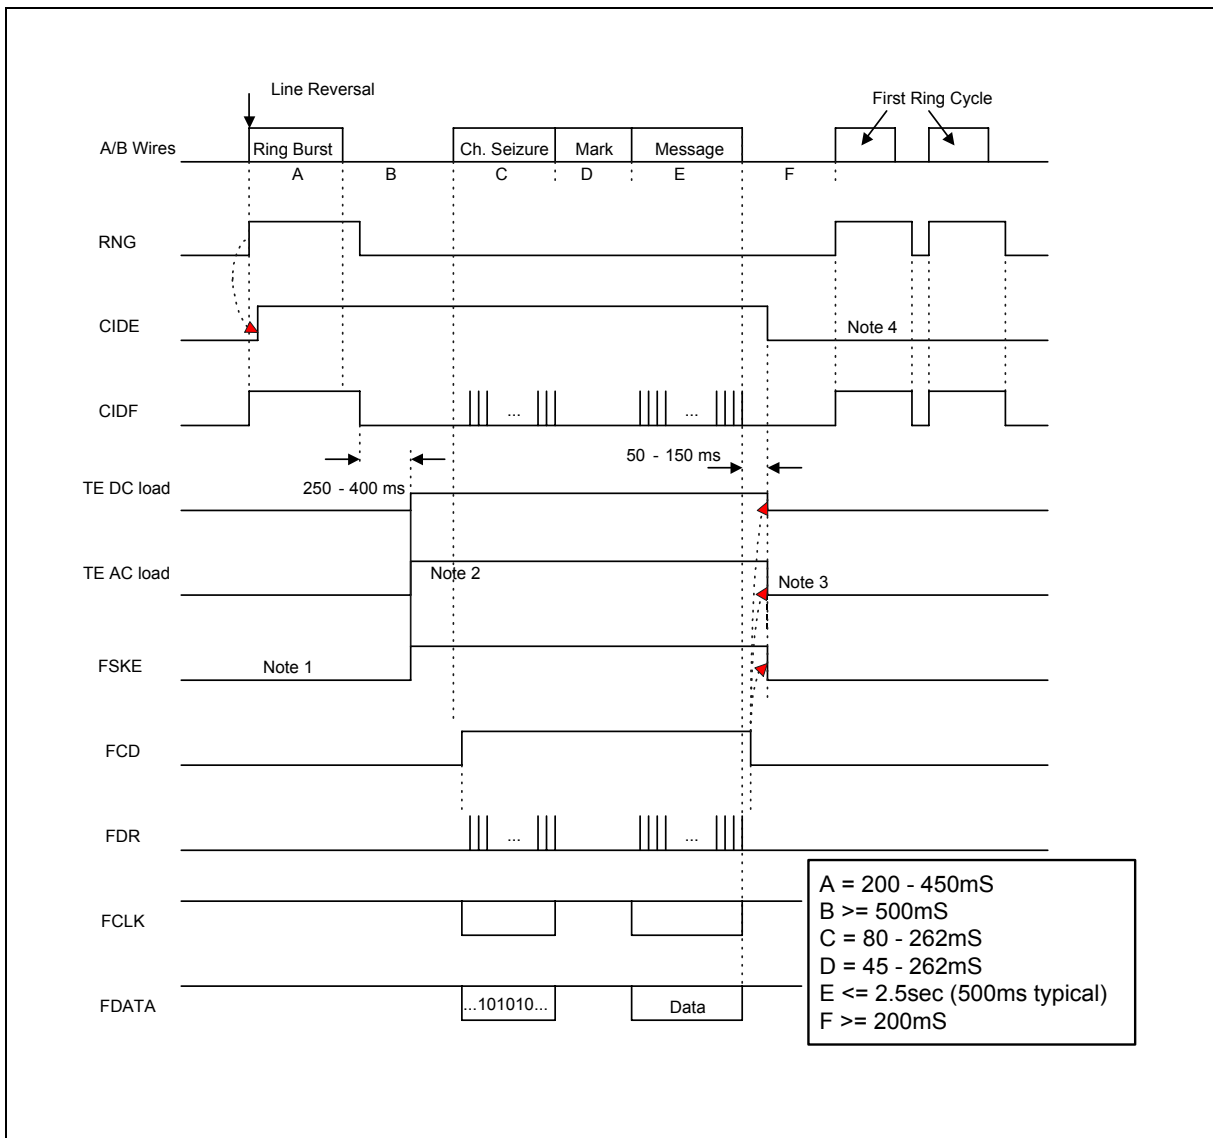 Line Reversal
First Ring Cycle
A/B Wires
Ring Burst
Ch. Seizure
Mark
Message
A
B
C
D
E
F
RNG
CIDE
Note 4
CIDF
...
...
50 - 150 ms
250 - 400 ms
TE DC load
TE AC load
Note 2
Note 3
FSKE
Note 1
FCD
FDR
...
...
FCLK
FDATA
...101010...
Data
A = 200 - 450mS
B >= 500mS
C = 80 - 262mS
D = 45 - 262mS
E <= 2.5sec (500ms typical)
F >= 200mS